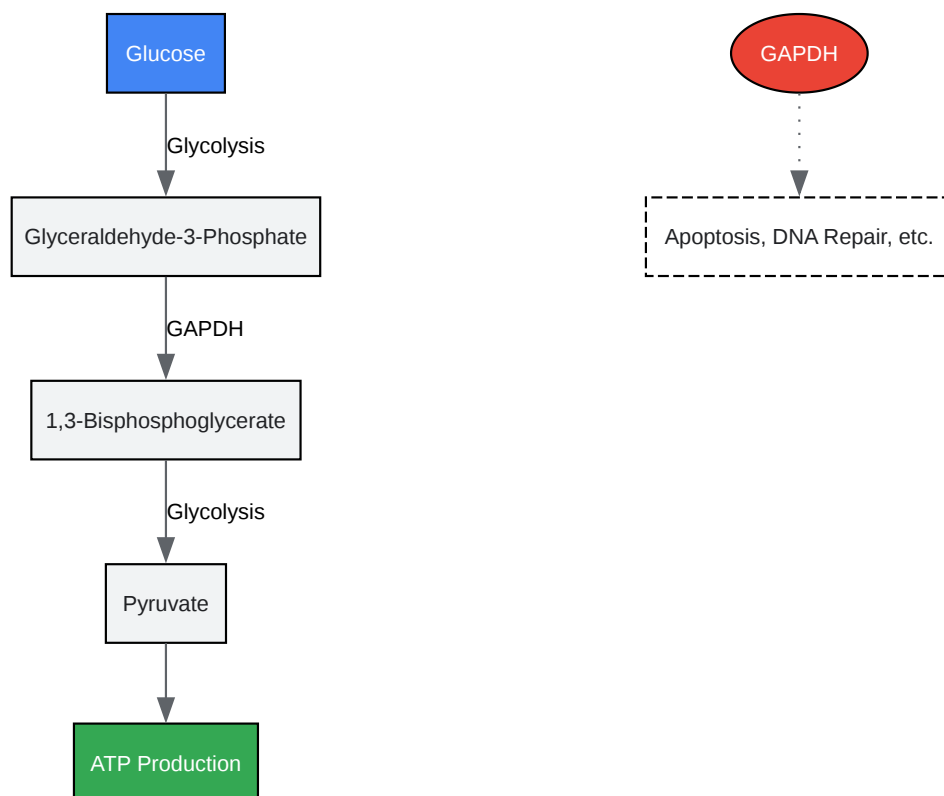 Glucose
GAPDH
Glycolysis
Glyceraldehyde-3-Phosphate
Apoptosis, DNA Repair, etc.
GAPDH
1,3-Bisphosphoglycerate
Glycolysis
Pyruvate
ATP Production